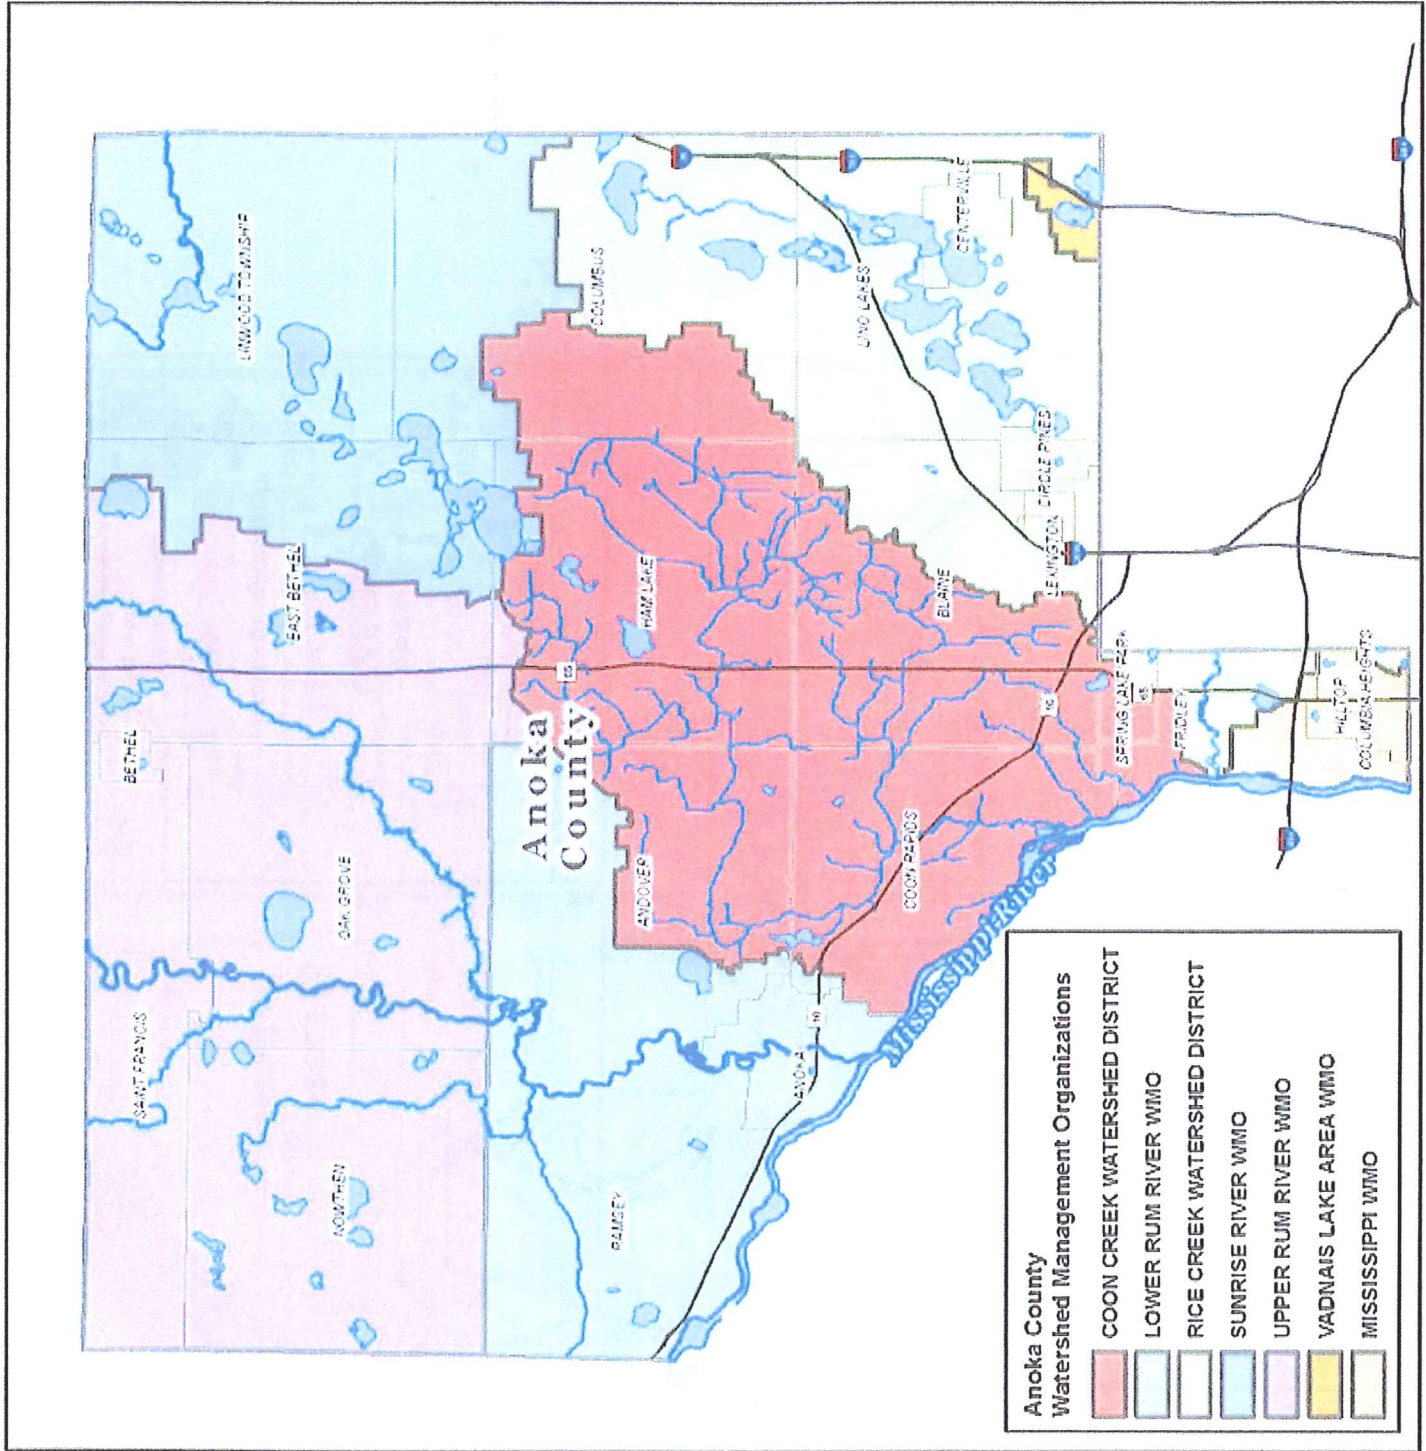 SAINT FRANCIS
BETHEL
EAST BETHEL
LINWOOD TOWNSHIP
NOWTHEN
OAK GROVE
Anoka
County
65
HAM LAKE
COLUMBUS
RAMSEY
ANDOVER
ANOKA
10
COON RAPIDS
BLAINE
LINO LAKES
CENTERVILLE
LEXINGTON
CIRCLE PINES
10
SPRING LAKE PARK
65
FRIDLEY
HILLTOP
COLUMBIA HEIGHTS
Mississippi River
Anoka County
Watershed Management Organizations
COON CREEK WATERSHED DISTRICT
LOWER RUM RIVER WMO
RICE CREEK WATERSHED DISTRICT
SUNRISE RIVER WMO
UPPER RUM RIVER WMO
VADNAIS LAKE AREA WMO
MISSISSIPPI WMO